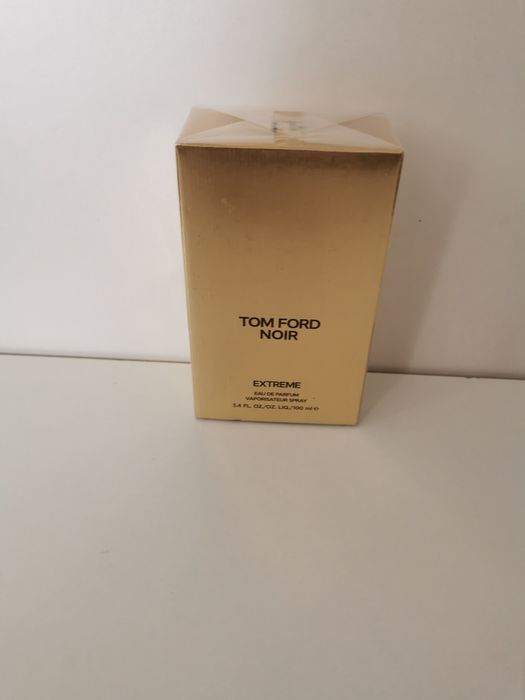 TOM FORD
NOIR
EXTREME
EAU DE PARFUM
VAPORISATEUR SPRAY
3.4 FL. OZ./OZ. LIQ./100 ml ℮